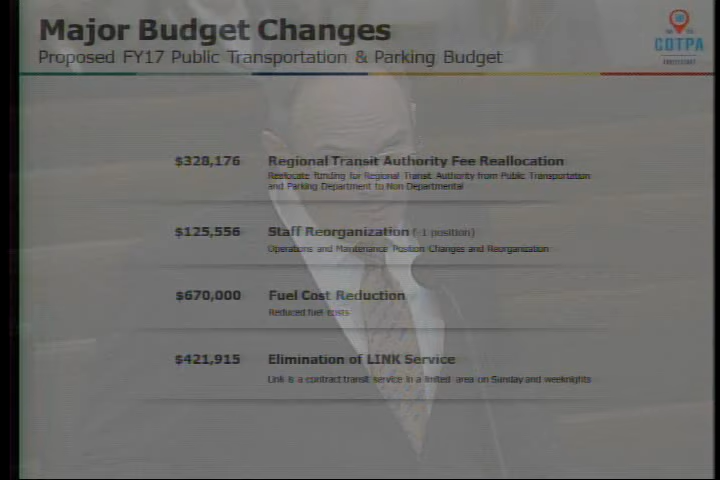 Major Budget Changes
Proposed FY17 Public Transportation & Parking Budget
COTPA
$328,176 Regional Transit Authority Fee Reallocation
Reallocate funding for Regional Transit Authority from Public Transportation
and Parking Department to Non Departmental
$125,556 Staff Reorganization (-1 position)
Operations and Maintenance Position Changes and Reorganization
$670,000 Fuel Cost Reduction
Reduced fuel costs
$421,915 Elimination of LINK Service
Link is a contract transit service in a limited area on Sunday and weeknights